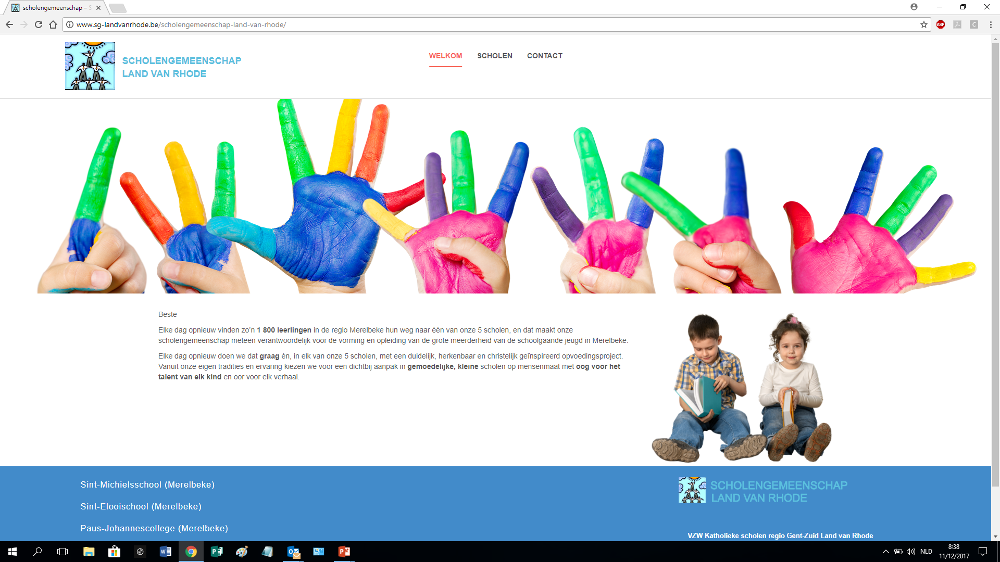 scholengemeenschap – S
www.sg-landvanrhode.be/scholengemeenschap-land-van-rhode/
ABP
C
SCHOLENGEMEENSCHAP
LAND VAN RHODE
WELKOM SCHOLEN CONTACT
Beste
Elke dag opnieuw vinden zo’n 1 800 leerlingen in de regio Merelbeke hun weg naar één van onze 5 scholen, en dat maakt onze
scholengemeenschap meteen verantwoordelijk voor de vorming en opleiding van de grote meerderheid van de schoolgaande jeugd in Merelbeke.
Elke dag opnieuw doen we dat graag én, in elk van onze 5 scholen, met een duidelijk, herkenbaar en christelijk geïnspireerd opvoedingsproject.
Vanuit onze eigen tradities en ervaring kiezen we voor een dichtbij aanpak in gemoedelijke, kleine scholen op mensenmaat met oog voor het
talent van elk kind en oor voor elk verhaal.
Sint-Michielsschool (Merelbeke)
Sint-Elooischool (Merelbeke)
Paus-Johannescollege (Merelbeke)
SCHOLENGEMEENSCHAP
LAND VAN RHODE
VZW Katholieke scholen regio Gent-Zuid Land van Rhode
NLD
8:38
11/12/2017